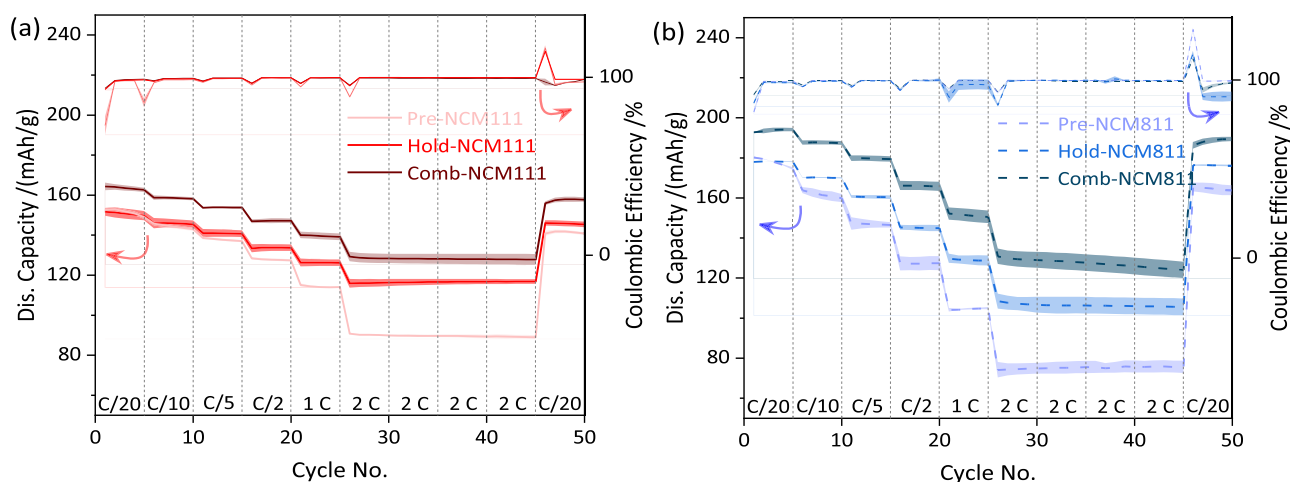 (a)
240
200
160
120
80
Dis. Capacity /(mAh/g)
Pre-NCM111
Hold-NCM111
Comb-NCM111
100
0
Coulombic Efficiency /%
C/20 C/10 C/5 C/2 1 C 2 C 2 C 2 C 2 C C/20
0 10 20 30 40 50
Cycle No.
(b)
240
200
160
120
80
Dis. Capacity /(mAh/g)
Pre-NCM811
Hold-NCM811
Comb-NCM811
100
0
Coulombic Efficiency /%
C/20 C/10 C/5 C/2 1 C 2 C 2 C 2 C 2 C C/20
0 10 20 30 40 50
Cycle No.